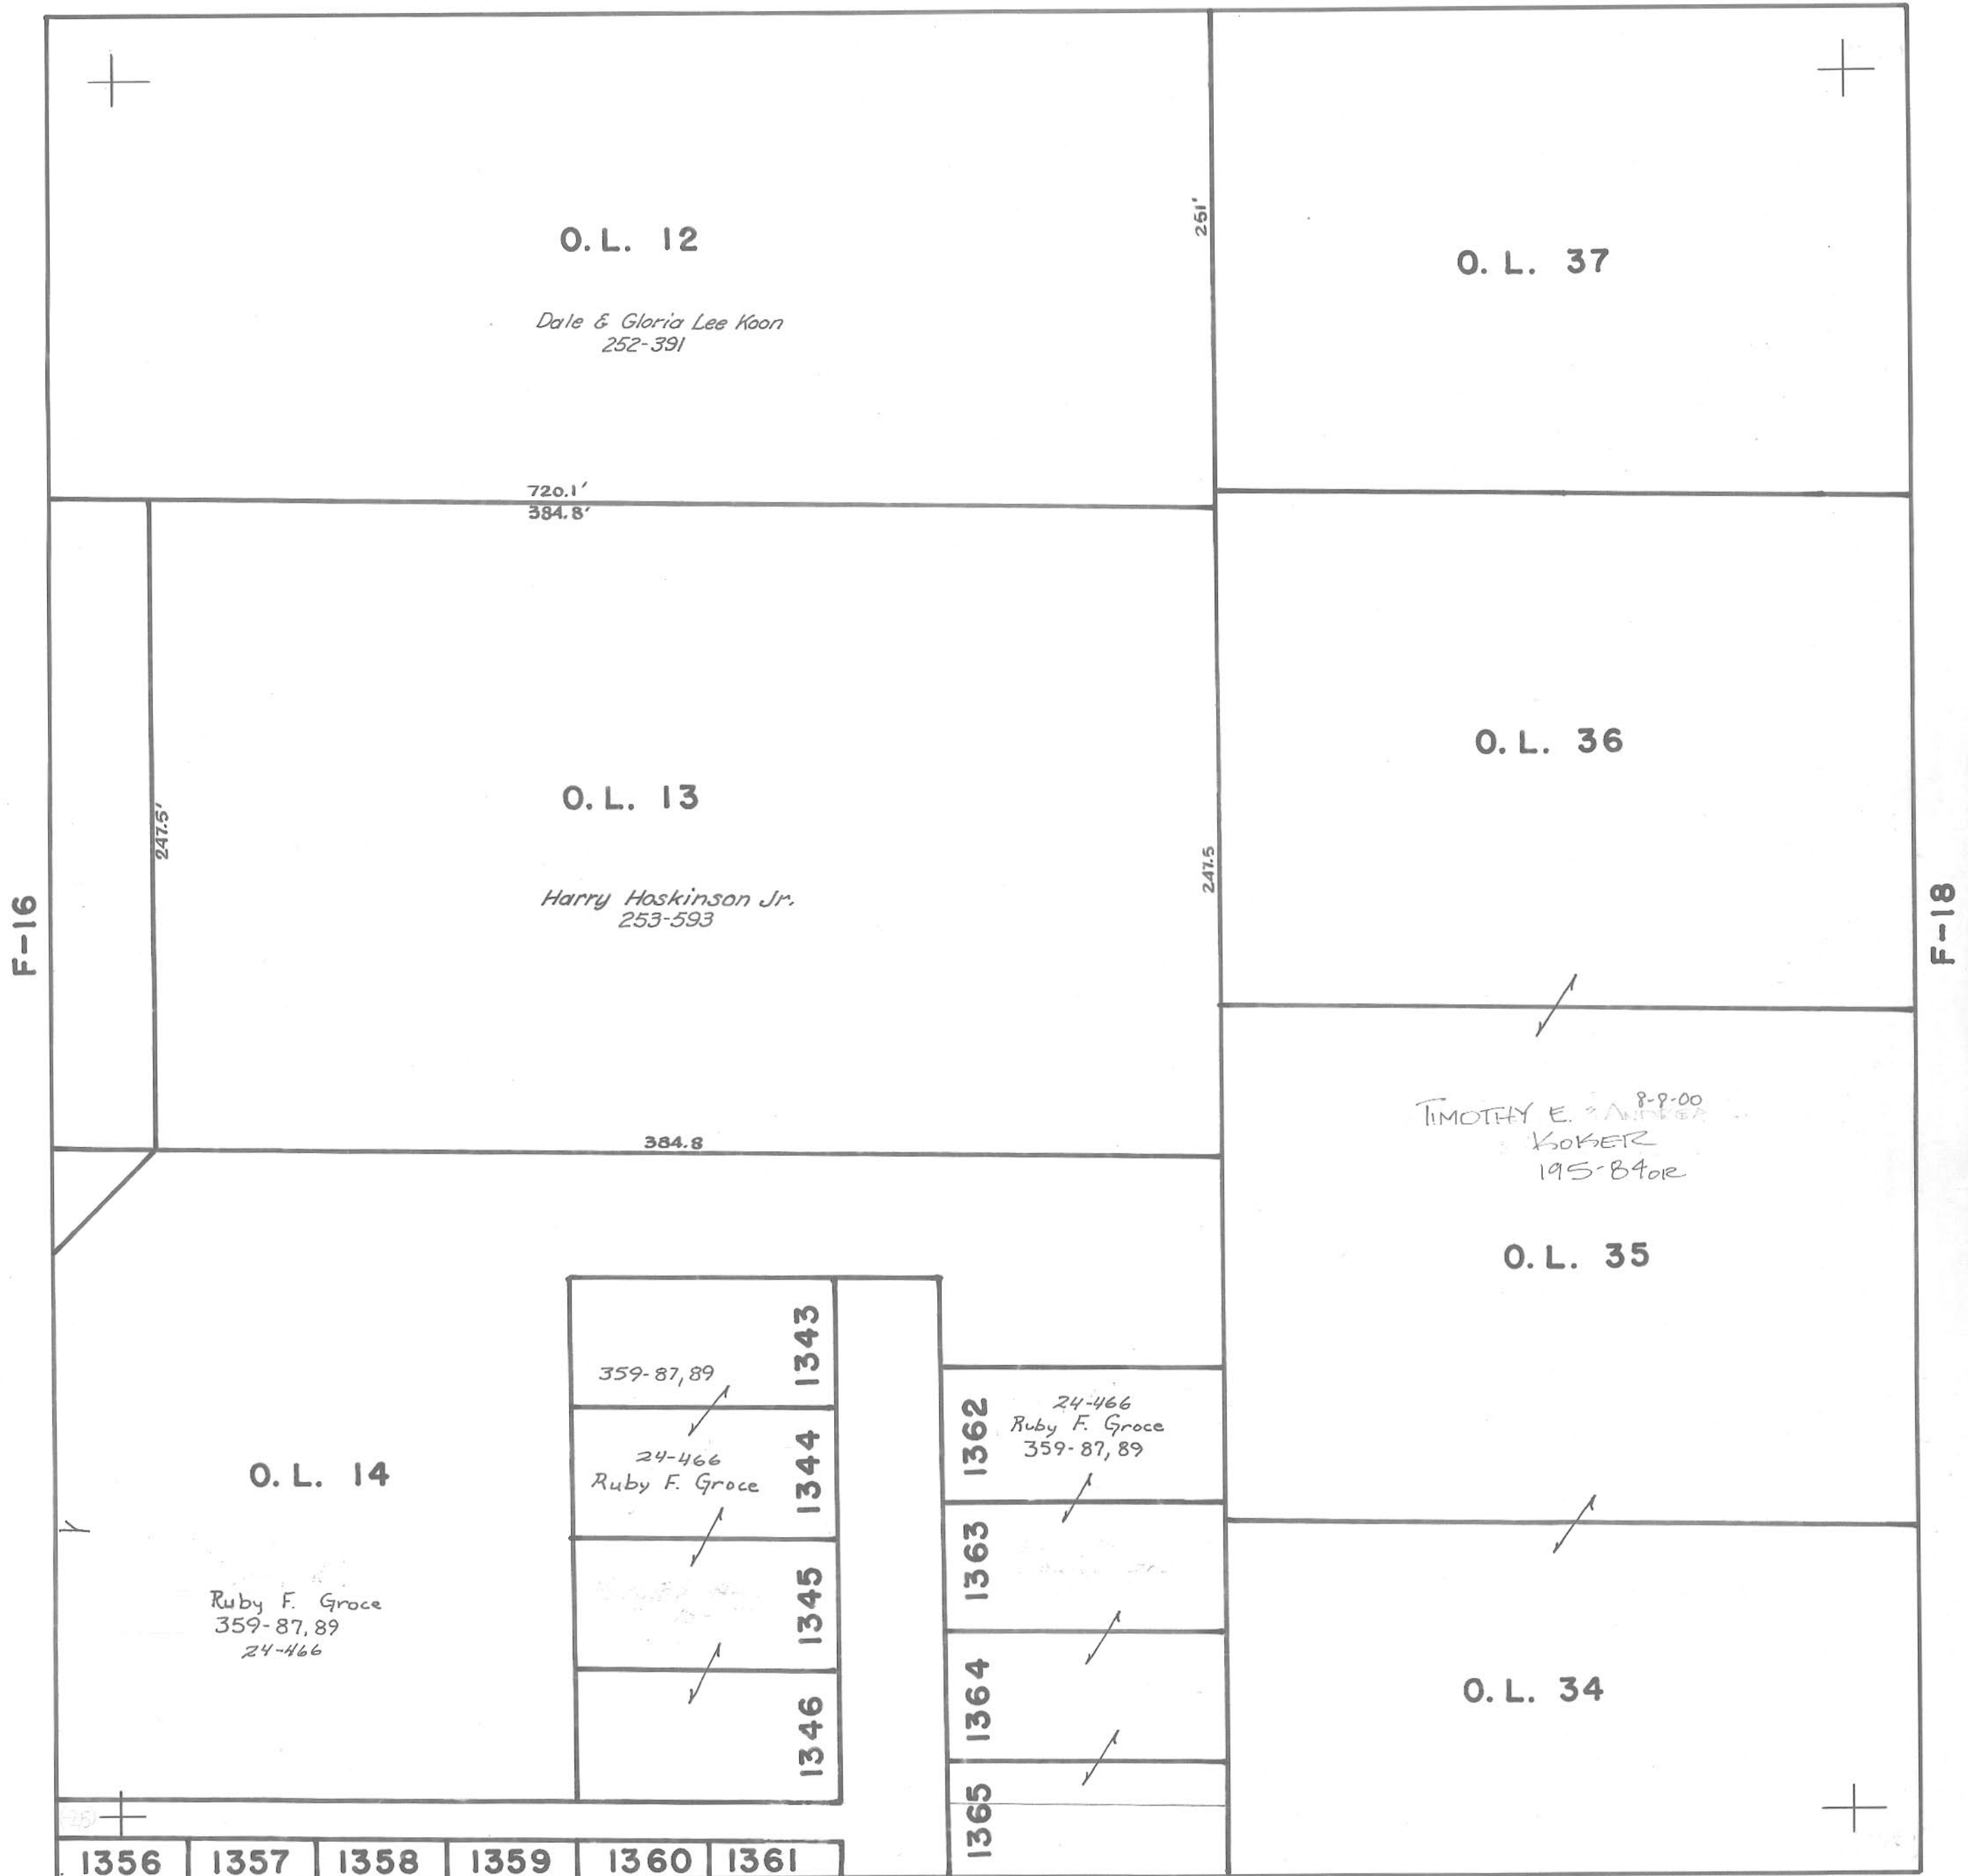 O. L. 12
Dale & Gloria Lee Koon
252-391
251'
O. L. 37
720.1'
384.8'
O. L. 13
247.5'
Harry Hoskinson Jr.
253-593
247.5
384.8
O. L. 36
F-16
F-18
8-8-00
TIMOTHY E. & ANDREA
KOKER
195-84OR
O. L. 35
O. L. 34
O. L. 14
Ruby F. Groce
359-87,89
24-466
359-87,89
1343
24-466
Ruby F. Groce
1344
1345
1346
24-466
Ruby F. Groce
359-87,89
1362
1363
1364
1365
1356
1357
1358
1359
1360
1361